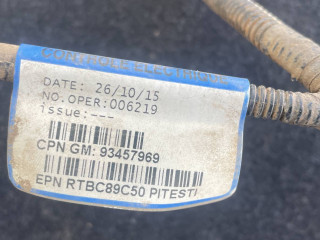 DATE: 26/10/15
NO.OPER:006219
issue:---
CPN GM: 93457969
EPN RTBC89C50 PITESTI